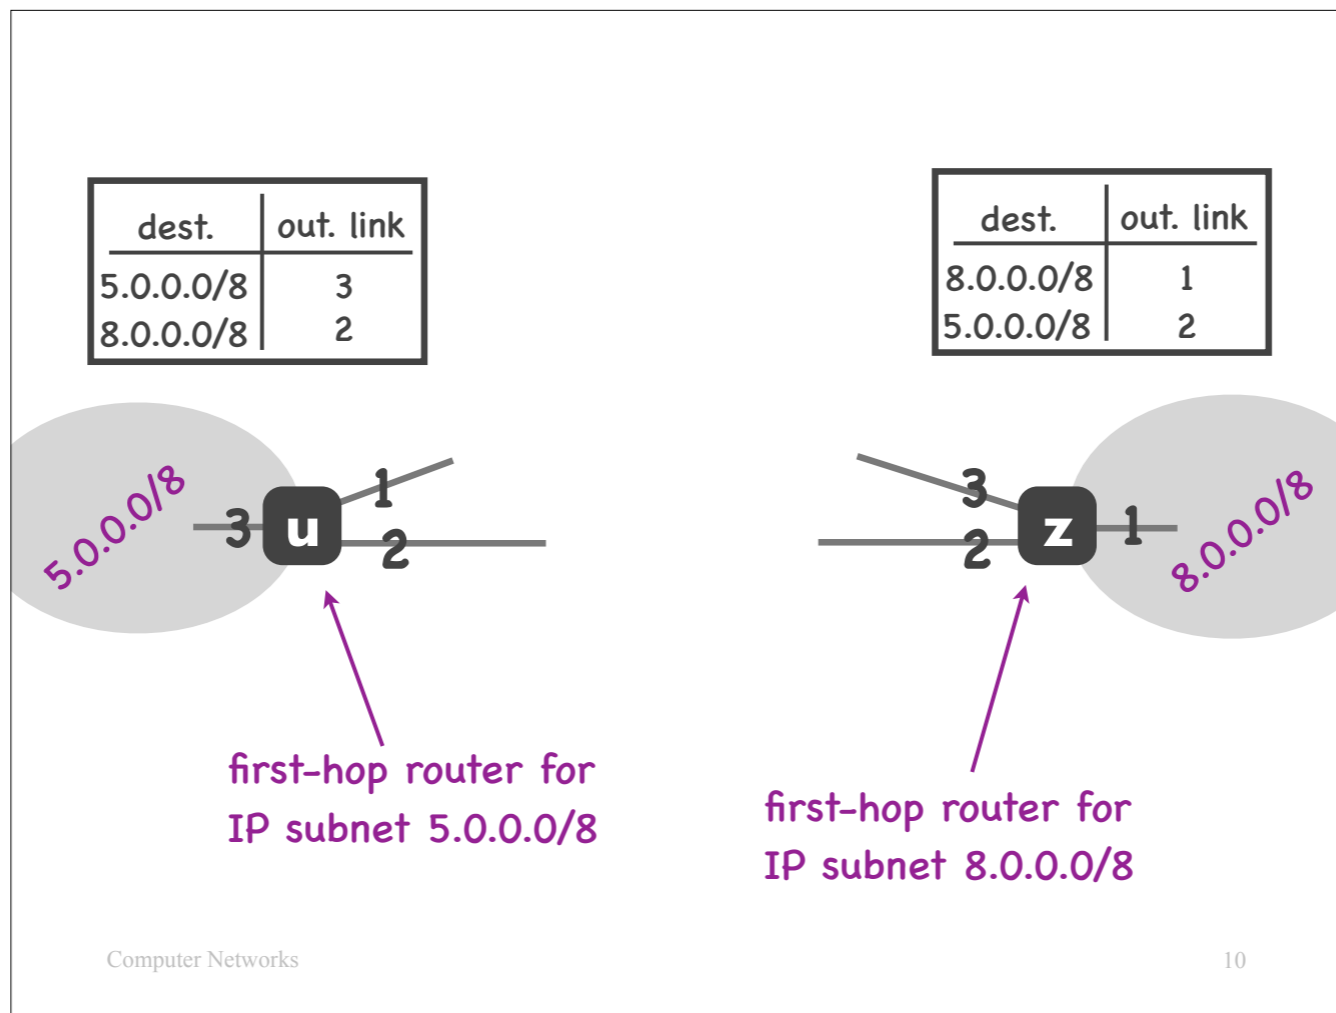 dest. out. link
5.0.0.0/8 3
8.0.0.0/8 2
dest. out. link
8.0.0.0/8 1
5.0.0.0/8 2
5.0.0.0/8
3
u
1
2
3
2
z
1
8.0.0.0/8
first-hop router for
IP subnet 5.0.0.0/8
first-hop router for
IP subnet 8.0.0.0/8
Computer Networks
10